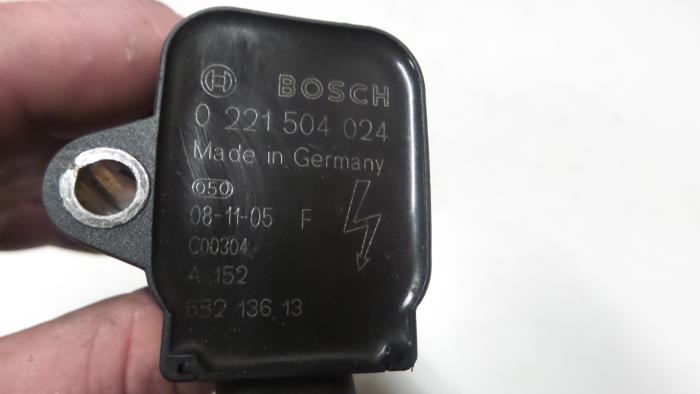 BOSCH
0 221 504 024
Made in Germany
050
08-11-05 F
C00304
A 152
552 136 13